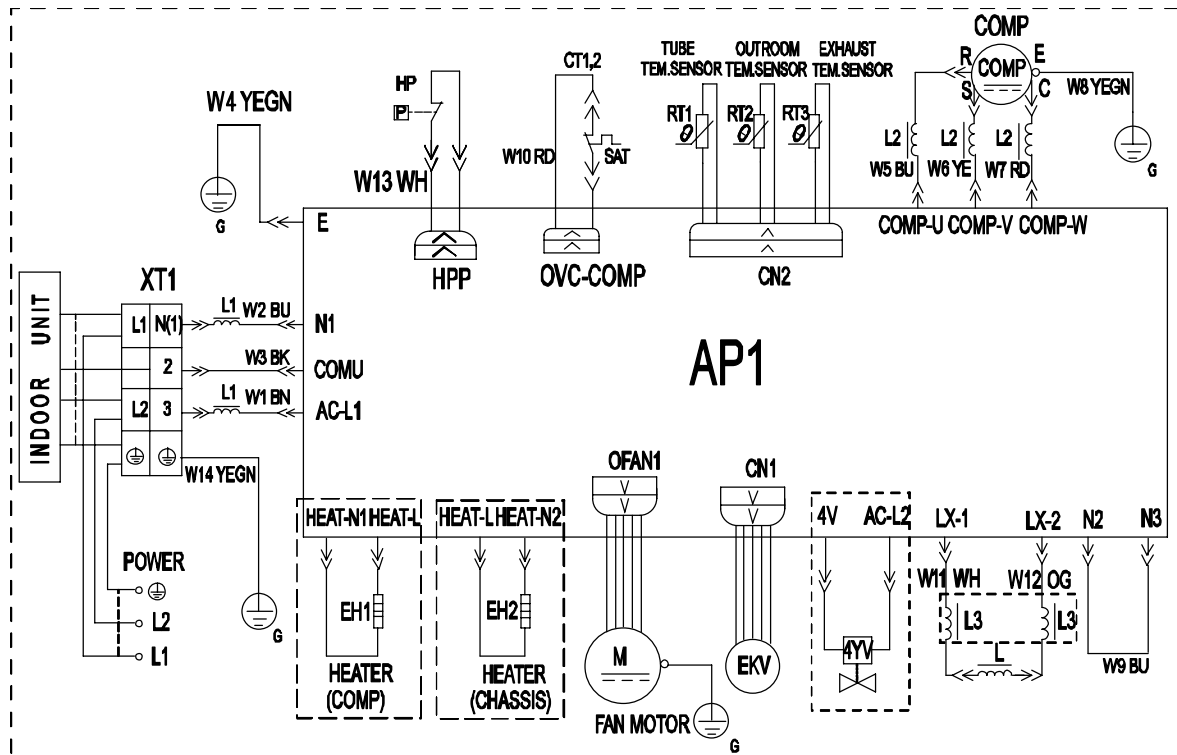 COMP
TUBE
TEM.SENSOR
OUTROOM
TEM.SENSOR
EXHAUST
TEM.SENSOR
HP
P
CT1,2
R
COMP
E
S
C
W8 YEGN
W4 YEGN
RT1
RT2
RT3
L2
L2
L2
W10 RD
SAT
W5 BU
W6 YE
W7 RD
G
W13 WH
G
E
COMP-U
COMP-V
COMP-W
HPP
OVC-COMP
CN2
XT1
INDOOR UNIT
L1
N(1)
L1
W2 BU
N1
2
W3 BK
COMU
L2
3
L1
W1 BN
AC-L1
AP1
W14 YEGN
OFAN1
CN1
HEAT-N1
HEAT-L
HEAT-L
HEAT-N2
4V
AC-L2
LX-1
LX-2
N2
N3
POWER
L2
L1
G
W11 WH
W12 OG
EH1
EH2
L3
L3
M
EKV
4YV
L
W9 BU
HEATER
(COMP)
HEATER
(CHASSIS)
FAN MOTOR
G